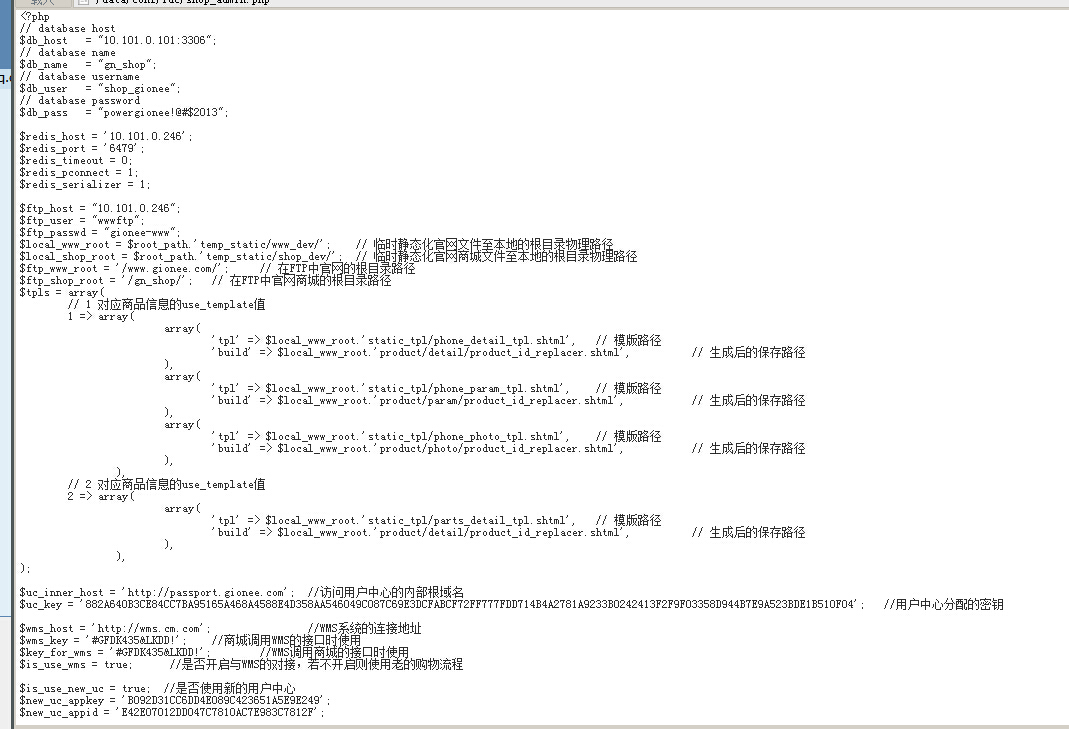 <?php
// database host
$db_host   = "10.101.0.101:3306";
// database name
$db_name   = "gn_shop";
// database username
$db_user   = "shop_gionee";
// database password
$db_pass   = "powergionee!@#$2013";
$redis_host = '10.101.0.246';
$redis_port = '6479';
$redis_timeout = 0;
$redis_pconnect = 1;
$redis_serializer = 1;
$ftp_host = "10.101.0.246";
$ftp_user = "wwwftp";
$ftp_passwd = "gionee-www";
$local_www_root = $root_path.'temp_static/www_dev/';    // 临时静态化官网文件至本地的根目录物理路径
$local_shop_root = $root_path.'temp_static/shop_dev/';  // 临时静态化官网商城文件至本地的根目录物理路径
$ftp_www_root = '/www.gionee.com/';     // 在FTP中官网的根目录路径
$ftp_shop_root = '/gn_shop/';   // 在FTP中官网商城的根目录路径
$tpls = array(
// 1 对应商品信息的use_template值
1 => array(
array(
'tpl' => $local_www_root.'static_tpl/phone_detail_tpl.shtml',   // 模版路径
'build' => $local_www_root.'product/detail/product_id_replacer.shtml',          // 生成后的保存路径
),
array(
'tpl' => $local_www_root.'static_tpl/phone_param_tpl.shtml',    // 模版路径
'build' => $local_www_root.'product/param/product_id_replacer.shtml',           // 生成后的保存路径
),
array(
'tpl' => $local_www_root.'static_tpl/phone_photo_tpl.shtml',    // 模版路径
'build' => $local_www_root.'product/photo/product_id_replacer.shtml',           // 生成后的保存路径
),
),
// 2 对应商品信息的use_template值
2 => array(
array(
'tpl' => $local_www_root.'static_tpl/parts_detail_tpl.shtml',   // 模版路径
'build' => $local_www_root.'product/detail/product_id_replacer.shtml',          // 生成后的保存路径
),
),
);
$uc_inner_host = 'http://passport.gionee.com';  //访问用户中心的内部根域名
$uc_key = '882A640B3CE84CC7BA95165A468A4588E4D358AA546049C087C69E3DCFABCF72FF777FDD714B4A2781A9233B0242413F2F9F03358D944B7E9A523BDE1B510F04';   //用户中心分配的密钥
$wms_host = 'http://wms.cm.com';                //WMS系统的连接地址
$wms_key = '#GFDK435&LKDD!';    //商城调用WMS的接口时使用
$key_for_wms = '#GFDK435&LKDD!';        //WMS调用商城的接口时使用
$is_use_wms = true;      //是否开启与WMS的对接，若不开启则使用老的购物流程
$is_use_new_uc = true;  //是否使用新的用户中心
$new_uc_appkey = 'B092D31CC6DD4E089C423651A5E9E249';
$new_uc_appid = 'E42E07012DD047C7810AC7E983C7812F';